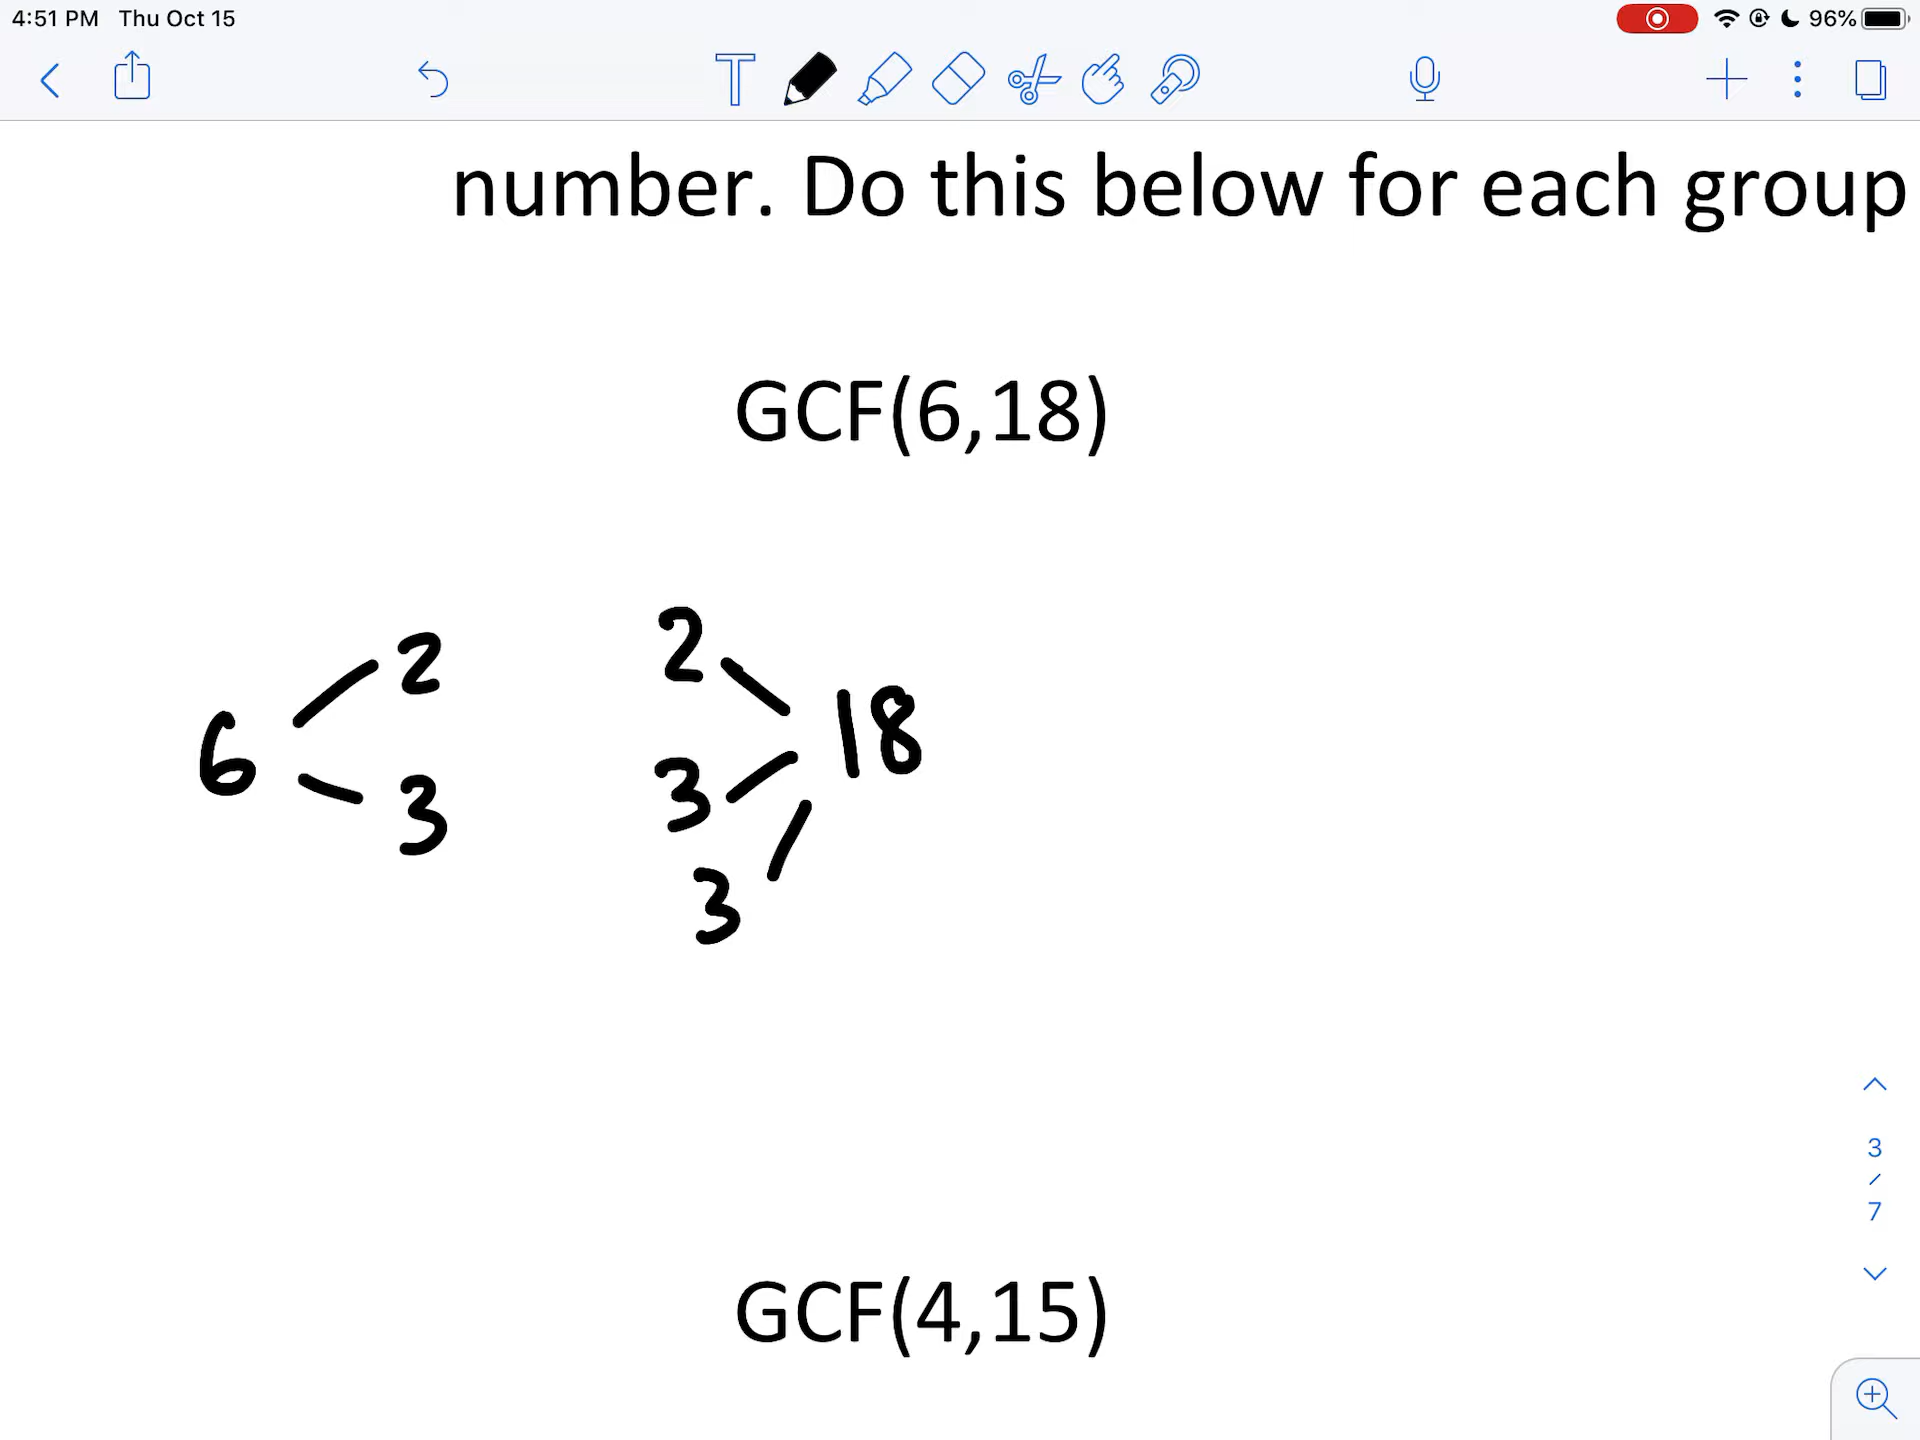 4:51 PM Thu Oct 15 96%
T
number. Do this below for each group
GCF(6,18)
2 2
6 18
3 3
3
3
/
7
GCF(4,15)